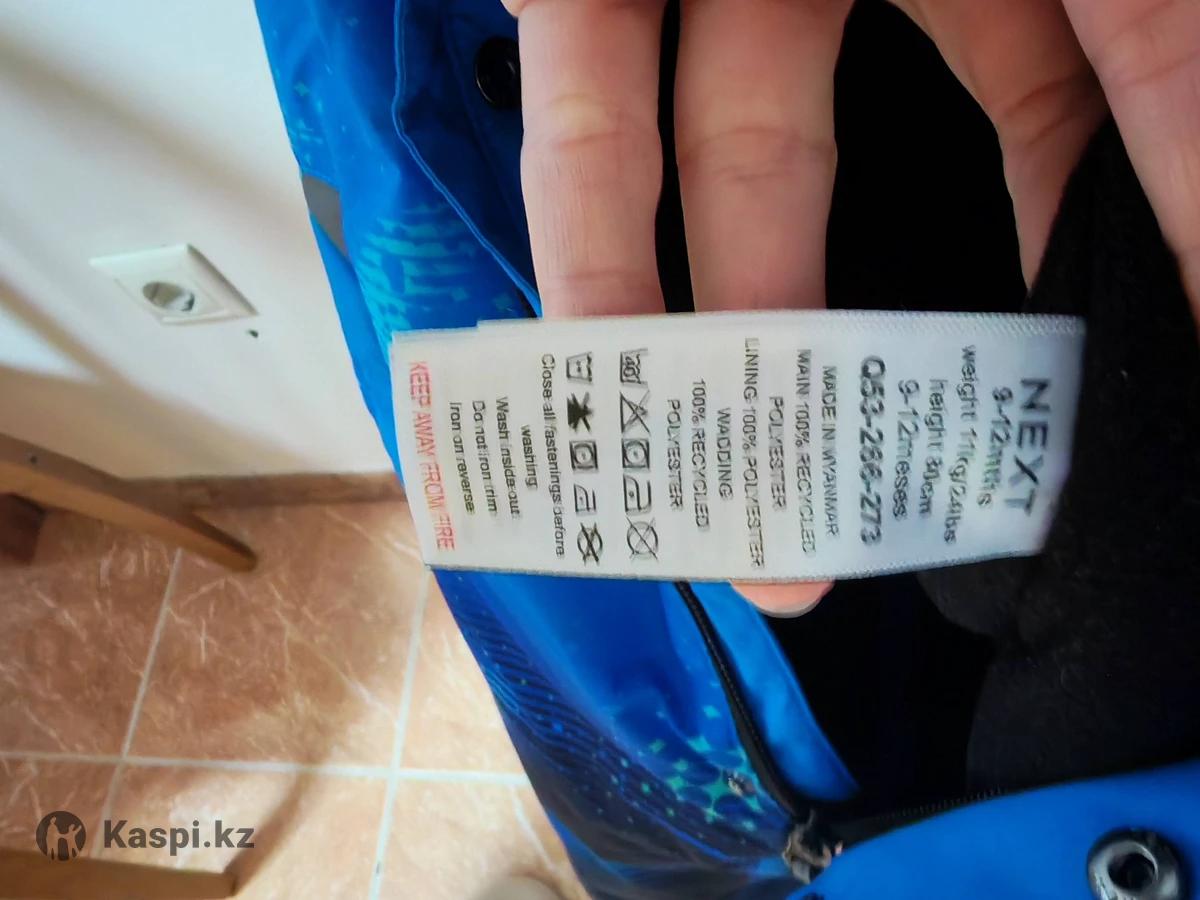 NEXT
9-12mths
weight 11kg/24lbs
height 80cm
9-12meses
Q53-286-273
MADE IN MYANMAR
MAIN 100% RECYCLED
POLYESTER
LINING 100% POLYESTER
WADDING
100% RECYCLED
POLYESTER
40
Close all fastenings before
washing
Wash inside out
Do not iron trim
Iron on reverse
KEEP AWAY FROM FIRE
Kaspi.kz